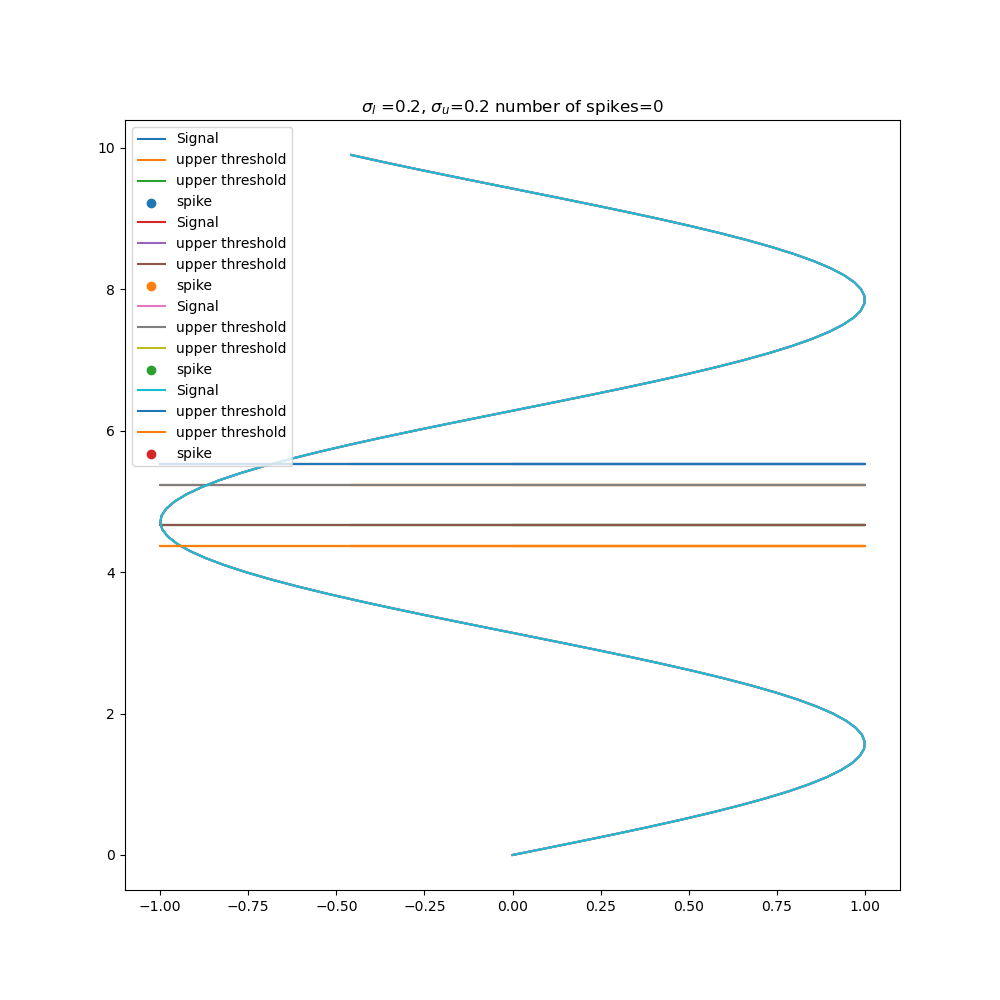 σl =0.2, σu=0.2 number of spikes=0
Signal
upper threshold
upper threshold
spike
Signal
upper threshold
upper threshold
spike
Signal
upper threshold
upper threshold
spike
Signal
upper threshold
upper threshold
spike
10
8
6
4
2
0
−1.00 −0.75 −0.50 −0.25 0.00 0.25 0.50 0.75 1.00